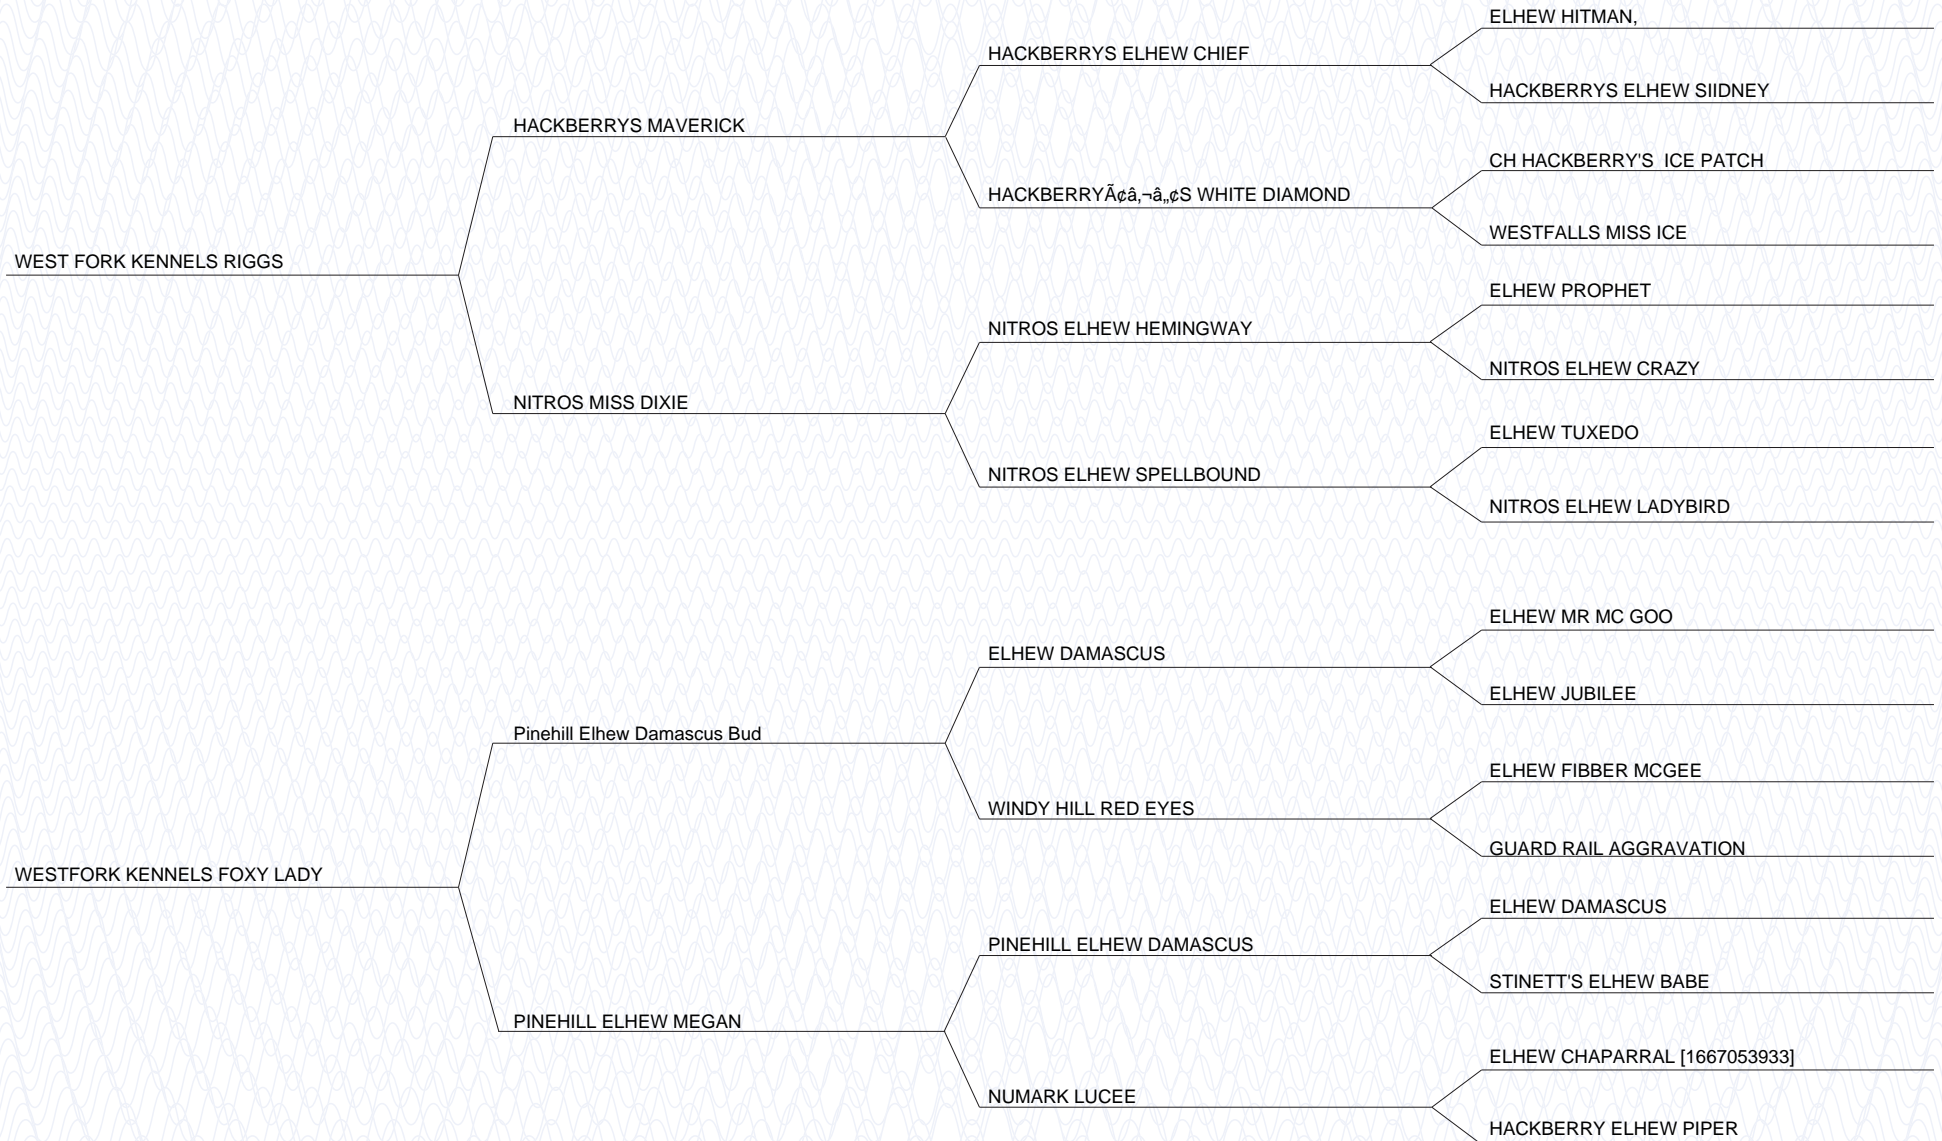 ELHEW HITMAN,
HACKBERRYS ELHEW CHIEF
HACKBERRYS ELHEW SIIDNEY
HACKBERRYS MAVERICK
CH HACKBERRY'S  ICE PATCH
HACKBERRYÃ¢â‚¬â„¢S WHITE DIAMOND
WESTFALLS MISS ICE
WEST FORK KENNELS RIGGS
ELHEW PROPHET
NITROS ELHEW HEMINGWAY
NITROS ELHEW CRAZY
NITROS MISS DIXIE
ELHEW TUXEDO
NITROS ELHEW SPELLBOUND
NITROS ELHEW LADYBIRD
ELHEW MR MC GOO
ELHEW DAMASCUS
ELHEW JUBILEE
Pinehill Elhew Damascus Bud
ELHEW FIBBER MCGEE
WINDY HILL RED EYES
GUARD RAIL AGGRAVATION
WESTFORK KENNELS FOXY LADY
ELHEW DAMASCUS
PINEHILL ELHEW DAMASCUS
STINETT'S ELHEW BABE
PINEHILL ELHEW MEGAN
ELHEW CHAPARRAL [1667053933]
NUMARK LUCEE
HACKBERRY ELHEW PIPER